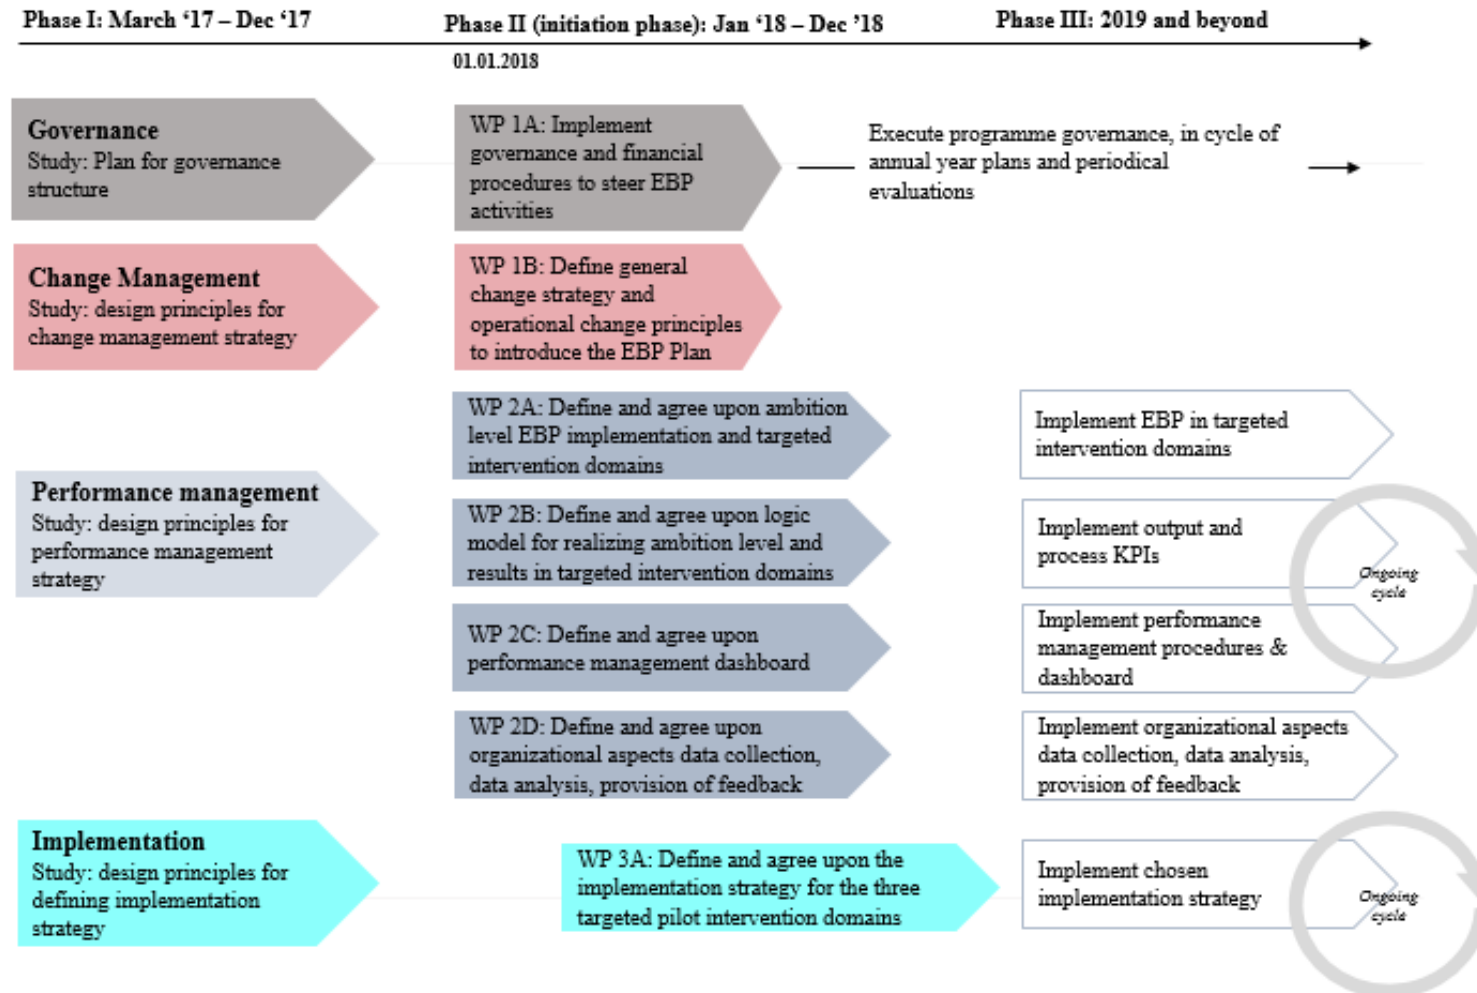 Phase I: March ‘17 – Dec ‘17
Phase II (initiation phase): Jan ‘18 – Dec ’18
Phase III: 2019 and beyond
01.01.2018
Governance
Study: Plan for governance
structure
WP 1A: Implement
governance and financial
procedures to steer EBP
activities
Execute programme governance, in cycle of
annual year plans and periodical
evaluations
Change Management
Study: design principles for
change management strategy
WP 1B: Define general
change strategy and
operational change principles
to introduce the EBP Plan
Performance management
Study: design principles for
performance management
strategy
WP 2A: Define and agree upon ambition
level EBP implementation and targeted
intervention domains
Implement EBP in targeted
intervention domains
WP 2B: Define and agree upon logic
model for realizing ambition level and
results in targeted intervention domains
Implement output and
process KPIs
Ongoing
cycle
WP 2C: Define and agree upon
performance management dashboard
Implement performance
management procedures &
dashboard
WP 2D: Define and agree upon
organizational aspects data collection,
data analysis, provision of feedback
Implement organizational aspects
data collection, data analysis,
provision of feedback
Implementation
Study: design principles for
defining implementation
strategy
WP 3A: Define and agree upon the
implementation strategy for the three
targeted pilot intervention domains
Implement chosen
implementation strategy
Ongoing
cycle